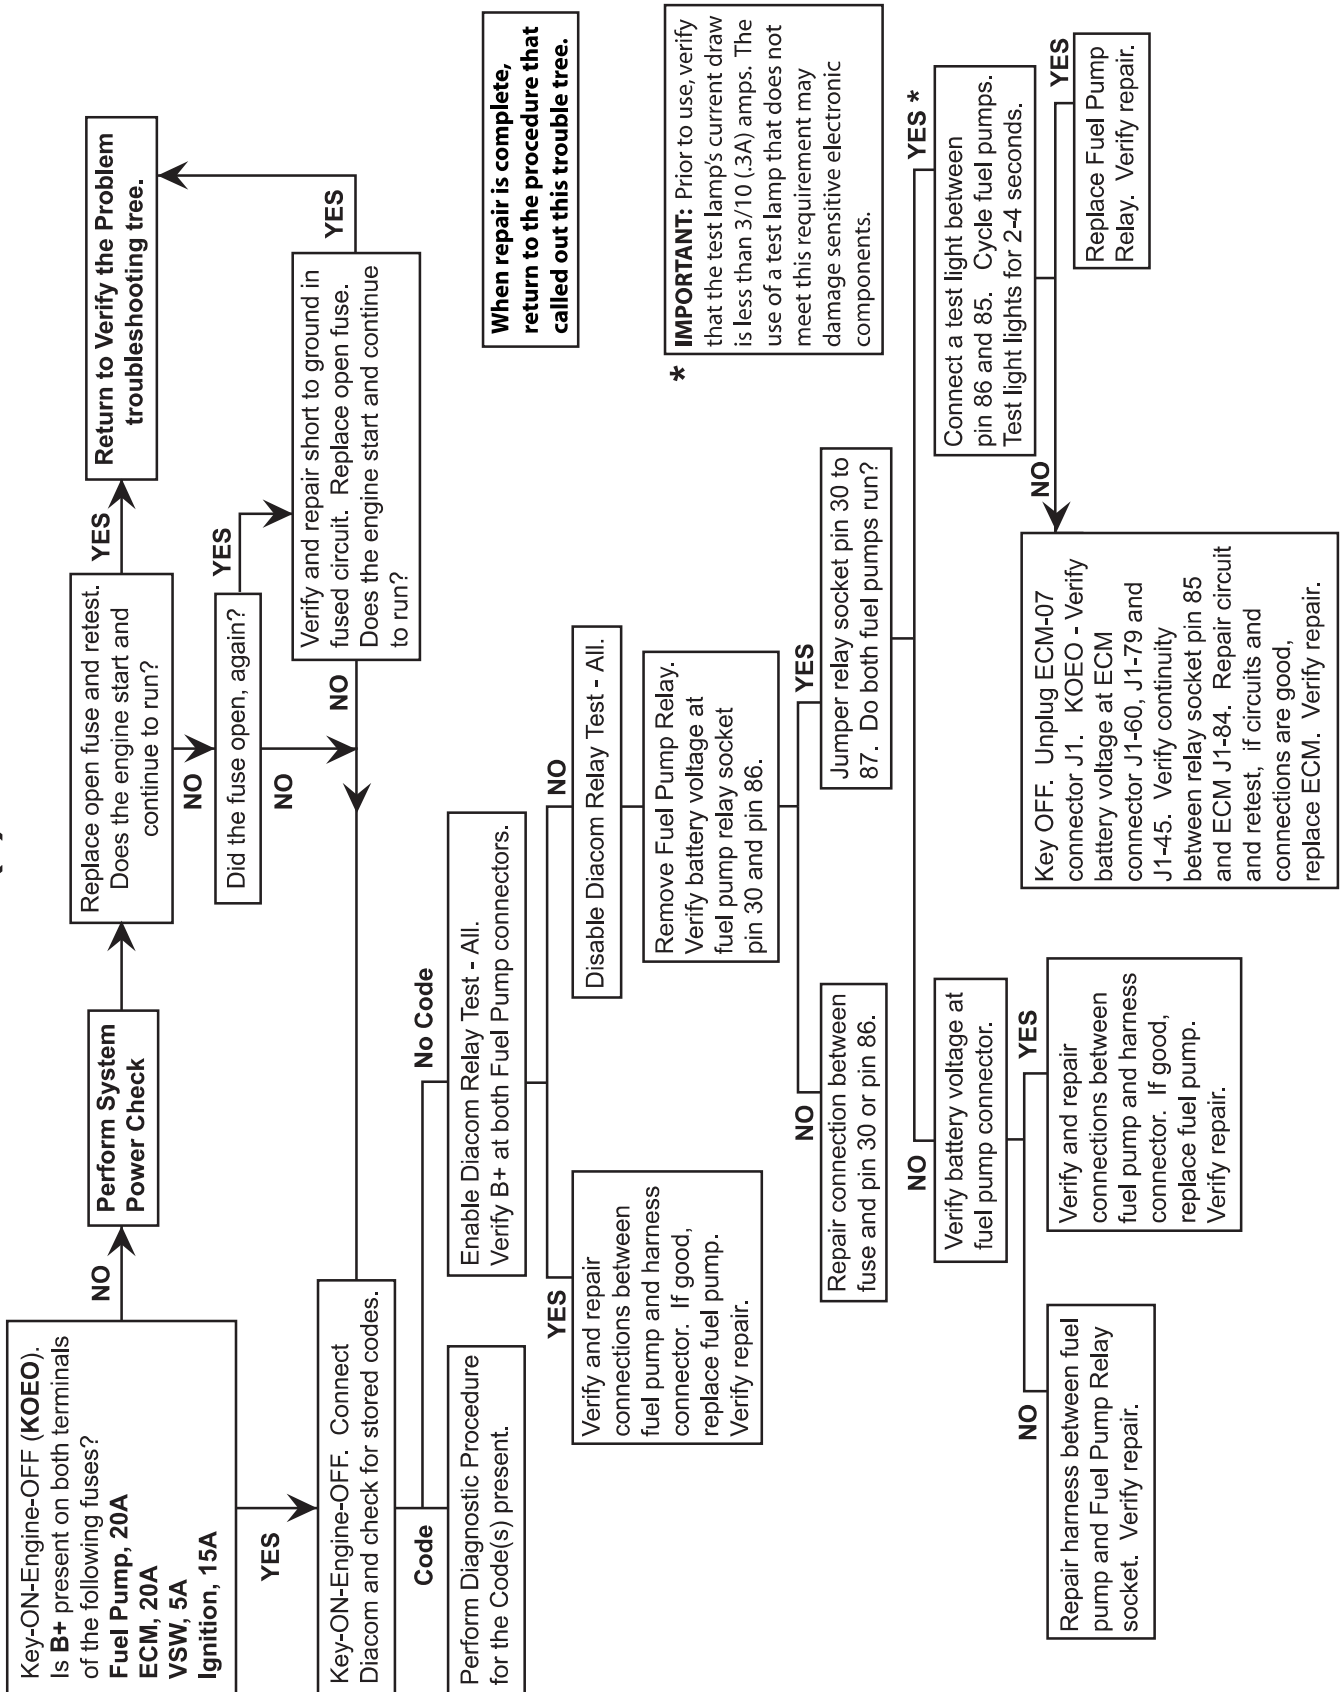 Key-ON-Engine-OFF (KOEO).
Is B+ present on both terminals
of the following fuses?
Fuel Pump, 20A
ECM, 20A
VSW, 5A
Ignition, 15A
NO
Perform System
Power Check
Replace open fuse and retest.
Does the engine start and
continue to run?
YES
Return to Verify the Problem
troubleshooting tree.
NO
Did the fuse open, again?
YES
NO
Verify and repair short to ground in
fused circuit. Replace open fuse.
Does the engine start and continue
to run?
YES
NO
YES
Key-ON-Engine-OFF. Connect
Diacom and check for stored codes.
Code
No Code
Perform Diagnostic Procedure
for the Code(s) present.
Enable Diacom Relay Test - All.
Verify B+ at both Fuel Pump connectors.
When repair is complete,
return to the procedure that
called out this trouble tree.
YES
NO
Verify and repair
connections between
fuel pump and harness
connector. If good,
replace fuel pump.
Verify repair.
Disable Diacom Relay Test - All.
Remove Fuel Pump Relay.
Verify battery voltage at
fuel pump relay socket
pin 30 and pin 86.
* IMPORTANT: Prior to use, verify
that the test lamp's current draw
is less than 3/10 (.3A) amps. The
use of a test lamp that does not
meet this requirement may
damage sensitive electronic
components.
NO
YES
Repair connection between
fuse and pin 30 or pin 86.
Jumper relay socket pin 30 to
87. Do both fuel pumps run?
NO
YES *
Verify battery voltage at
fuel pump connector.
Connect a test light between
pin 86 and 85. Cycle fuel pumps.
Test light lights for 2-4 seconds.
NO
YES
NO
YES
Repair harness between fuel
pump and Fuel Pump Relay
socket. Verify repair.
Verify and repair
connections between
fuel pump and harness
connector. If good,
replace fuel pump.
Verify repair.
Key OFF. Unplug ECM-07
connector J1. KOEO - Verify
battery voltage at ECM
connector J1-60, J1-79 and
J1-45. Verify continuity
between relay socket pin 85
and ECM J1-84. Repair circuit
and retest, if circuits and
connections are good,
replace ECM. Verify repair.
Replace Fuel Pump
Relay. Verify repair.